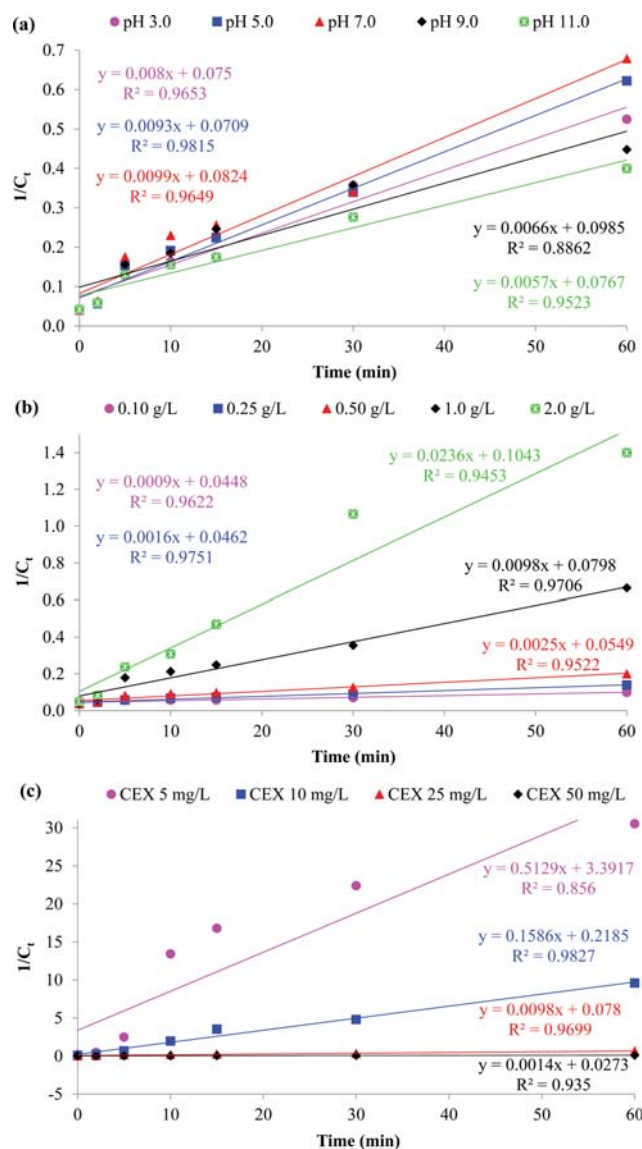 (a)
pH 3.0 pH 5.0 pH 7.0 pH 9.0 pH 11.0
0.7
0.6
0.5
0.4
0.3
0.2
0.1
0.0
1/Ct
y = 0.008x + 0.075
R² = 0.9653
y = 0.0093x + 0.0709
R² = 0.9815
y = 0.0099x + 0.0824
R² = 0.9649
y = 0.0066x + 0.0985
R² = 0.8862
y = 0.0057x + 0.0767
R² = 0.9523
0 10 20 30 40 50 60
Time (min)
(b)
0.10 g/L 0.25 g/L 0.50 g/L 1.0 g/L 2.0 g/L
1.4
1.2
1.0
0.8
0.6
0.4
0.2
0.0
1/Ct
y = 0.0009x + 0.0448
R² = 0.9622
y = 0.0016x + 0.0462
R² = 0.9751
y = 0.0236x + 0.1043
R² = 0.9453
y = 0.0098x + 0.0798
R² = 0.9706
y = 0.0025x + 0.0549
R² = 0.9522
0 10 20 30 40 50 60
Time (min)
(c)
CEX 5 mg/L CEX 10 mg/L CEX 25 mg/L CEX 50 mg/L
30
25
20
15
10
5
0
-5
1/Ct
y = 0.5129x + 3.3917
R² = 0.856
y = 0.1586x + 0.2185
R² = 0.9827
y = 0.0098x + 0.078
R² = 0.9699
y = 0.0014x + 0.0273
R² = 0.935
0 10 20 30 40 50 60
Time (min)